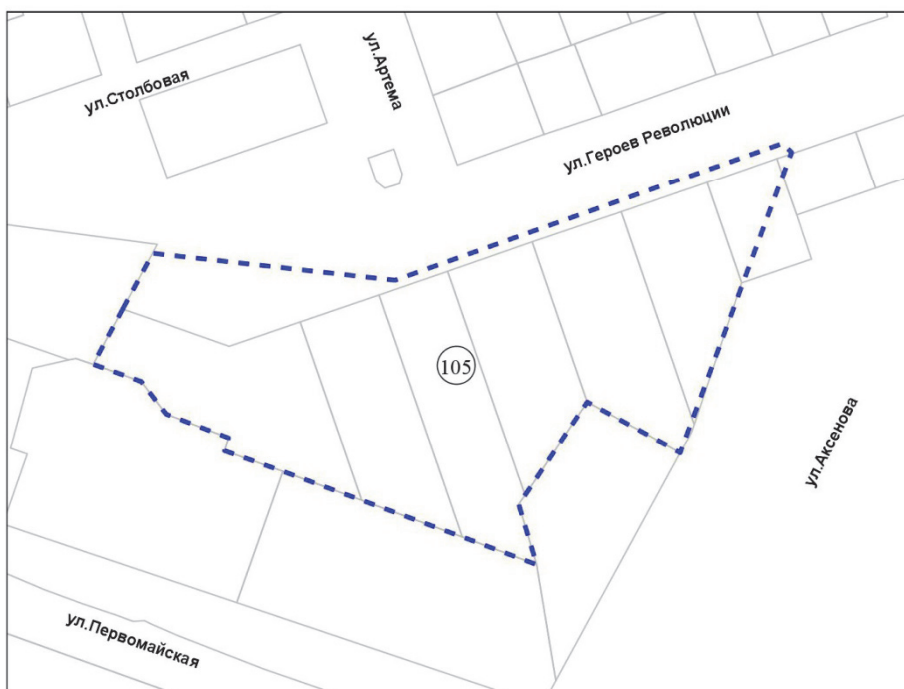 ул.Столбовая
ул.Артема
ул.Героев Революции
105
ул.Аксенова
ул.Первомайская